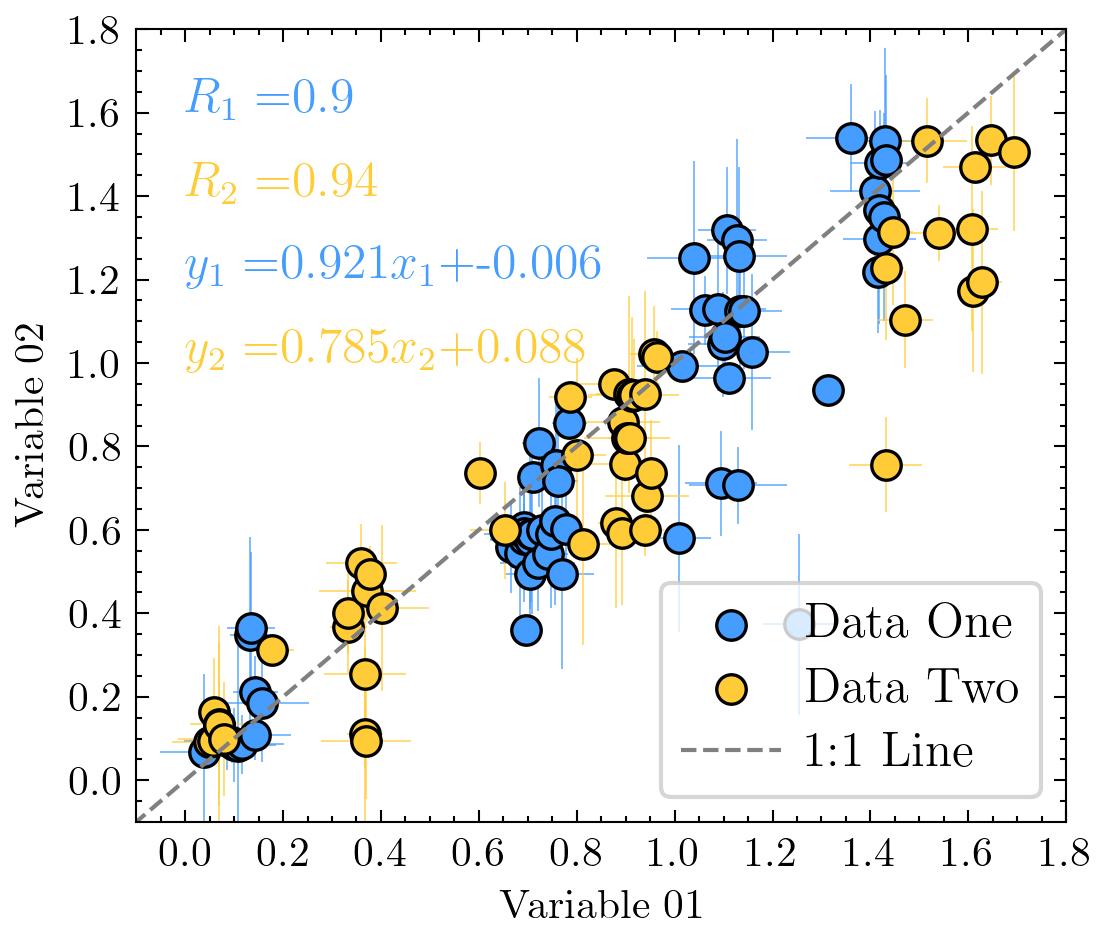 1.8
1.6
1.4
1.2
1.0
0.8
0.6
0.4
0.2
0.0
Variable 02
R₁ =0.9
R₂ =0.94
y₁ =0.921x₁+-0.006
y₂ =0.785x₂+0.088
Data One
Data Two
1:1 Line
0.0 0.2 0.4 0.6 0.8 1.0 1.2 1.4 1.6 1.8
Variable 01